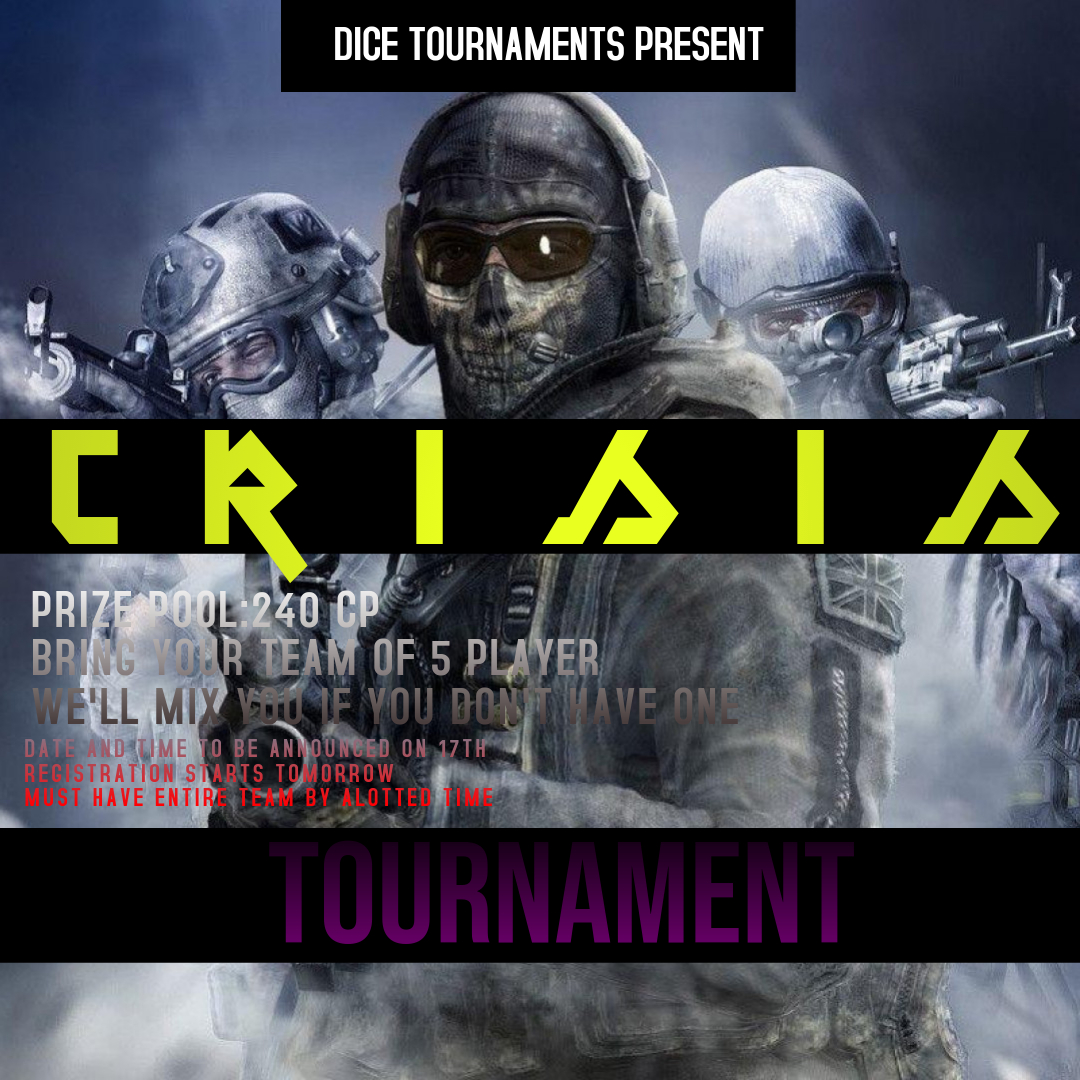 DICE TOURNAMENTS PRESENT
CRISIS
PRIZE POOL:240 CP
BRING YOUR TEAM OF 5 PLAYER
WE'LL MIX YOU IF YOU DON'T HAVE ONE
DATE AND TIME TO BE ANNOUNCED ON 17TH
REGISTRATION STARTS TOMORROW
MUST HAVE ENTIRE TEAM BY ALOTTED TIME
TOURNAMENT